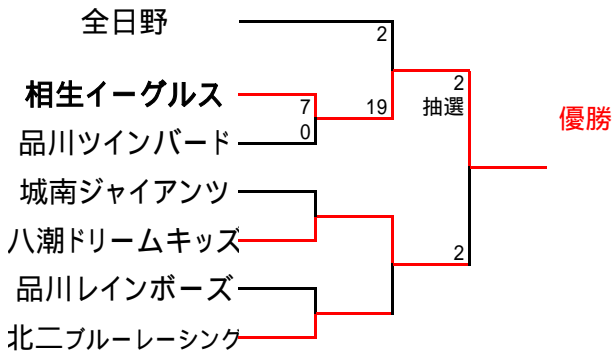 全日野
2
相生イーグルス
7
19
2
抽選
優勝
0
品川ツインバード
城南ジャイアンツ
八潮ドリームキッズ
2
品川レインボーズ
北二ブルーレーシング